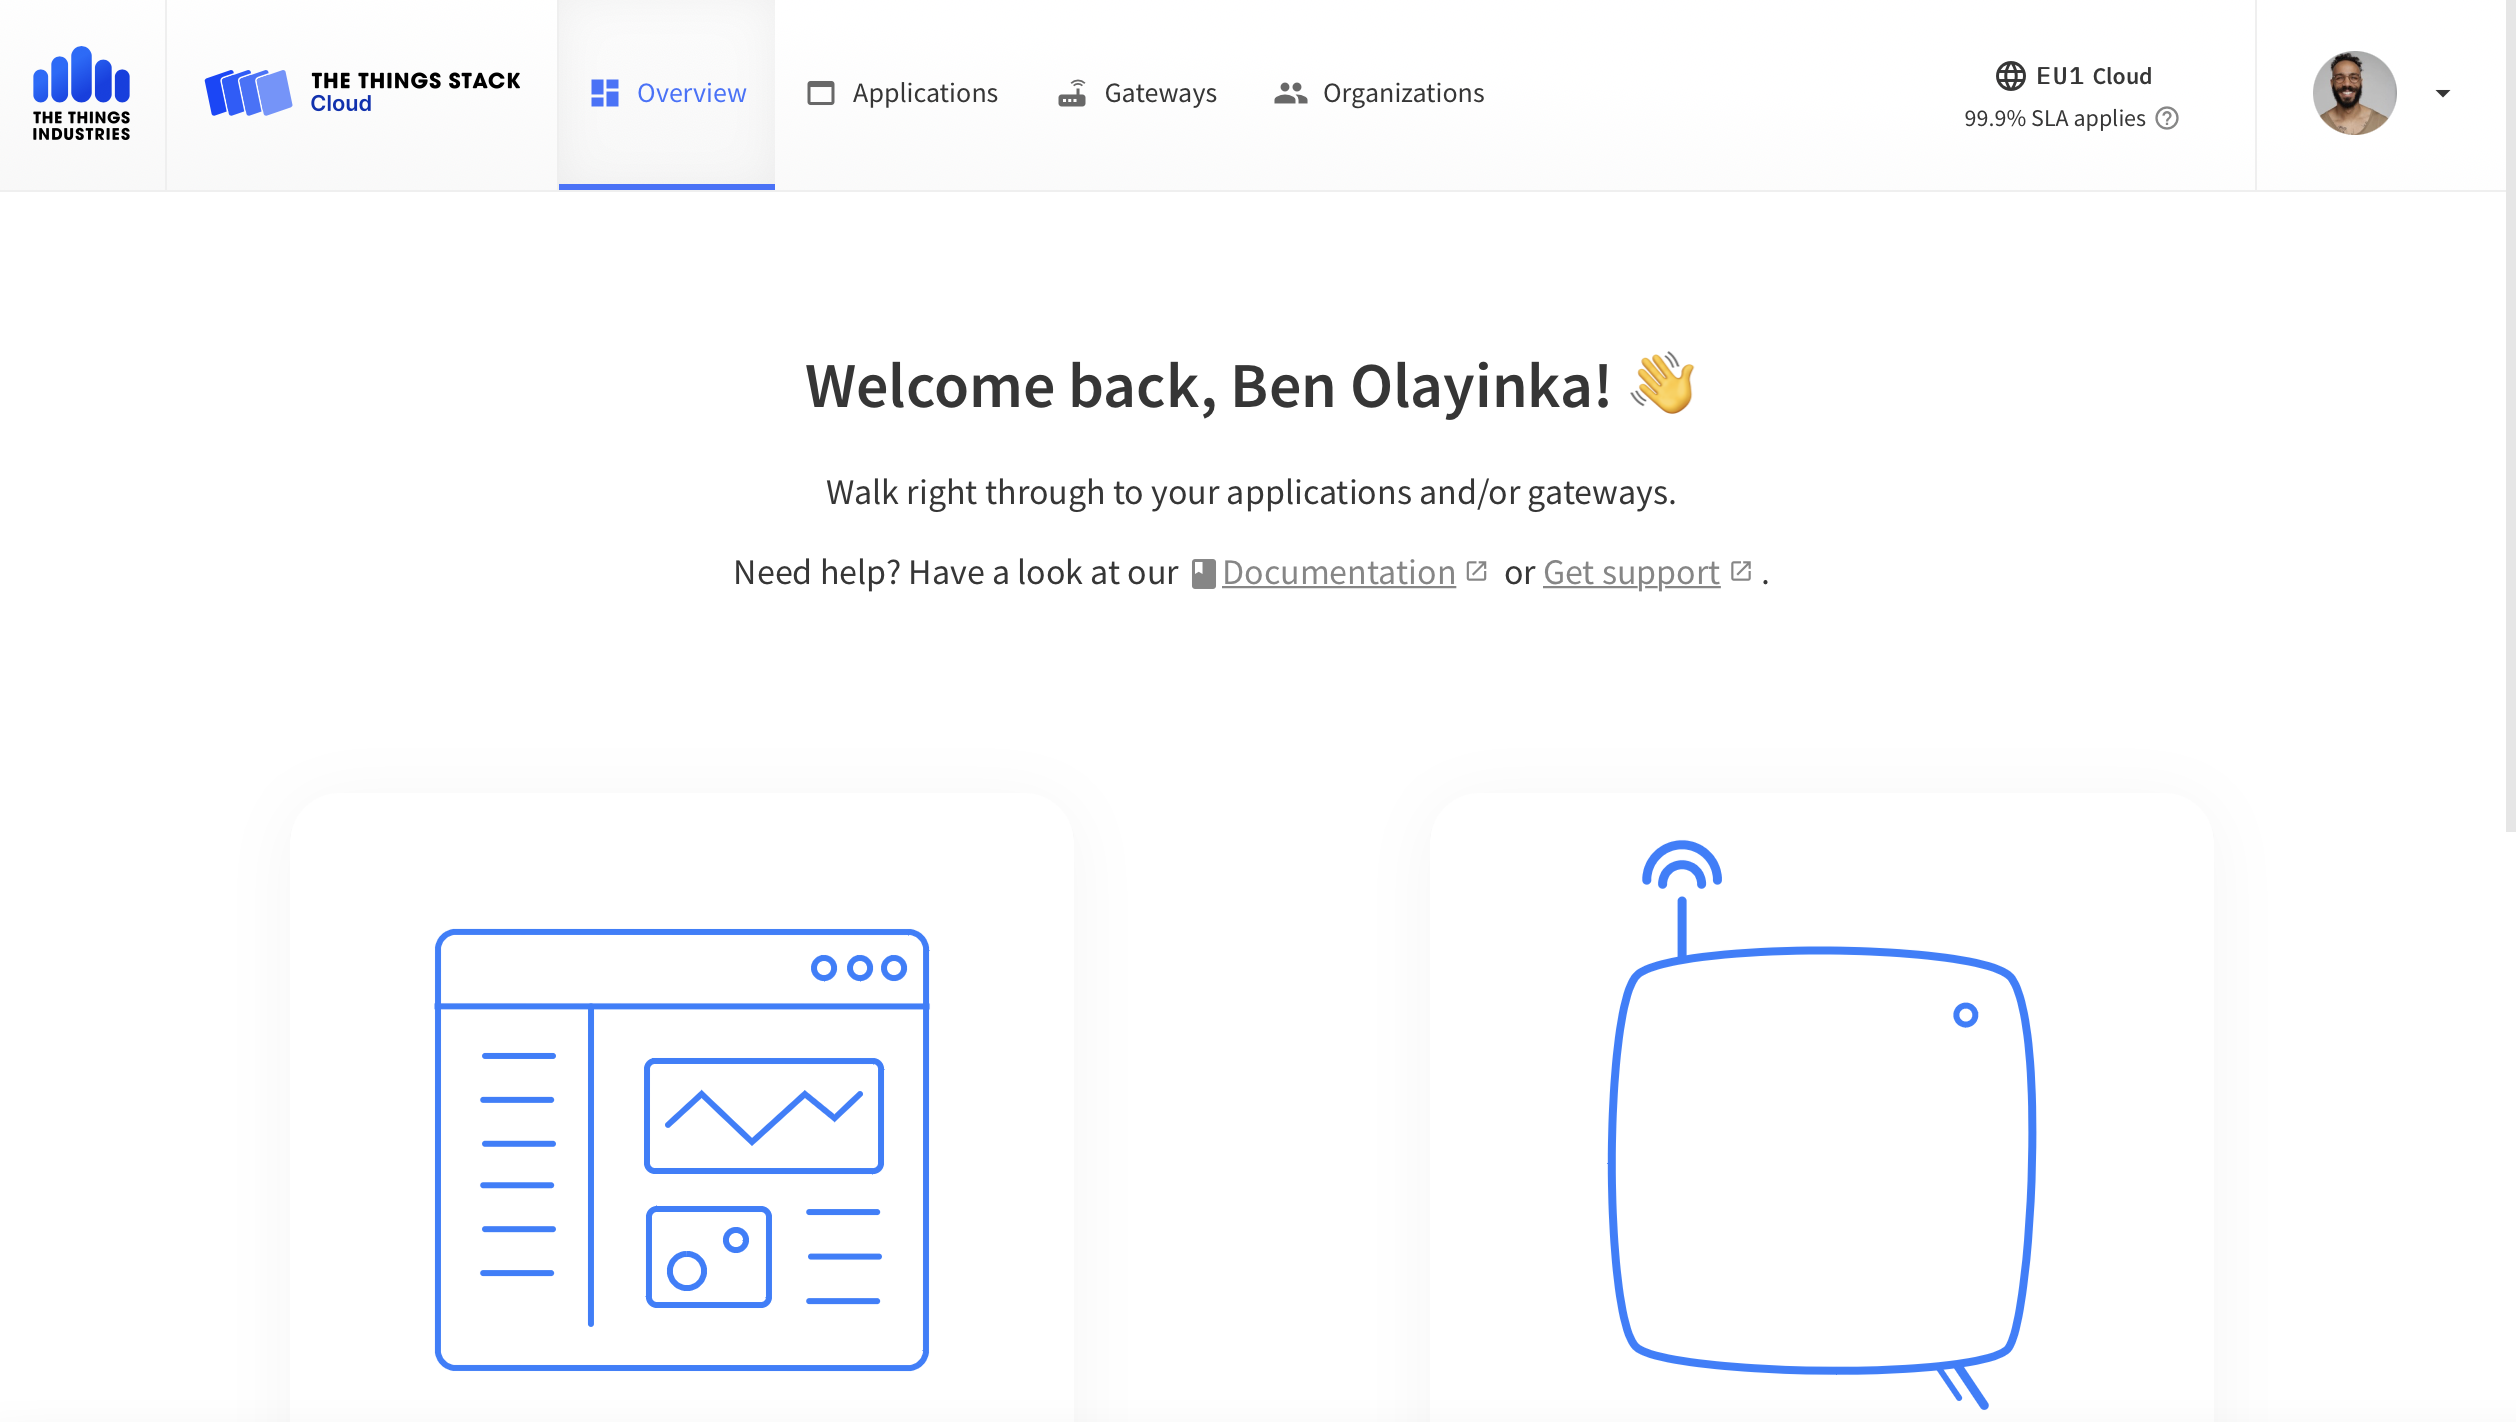 THE THINGS
INDUSTRIES
THE THINGS STACK
Cloud
Overview
Applications
Gateways
Organizations
EU1 Cloud
99.9% SLA applies
Welcome back, Ben Olayinka! 👋
Walk right through to your applications and/or gateways.
Need help? Have a look at our Documentation or Get support .